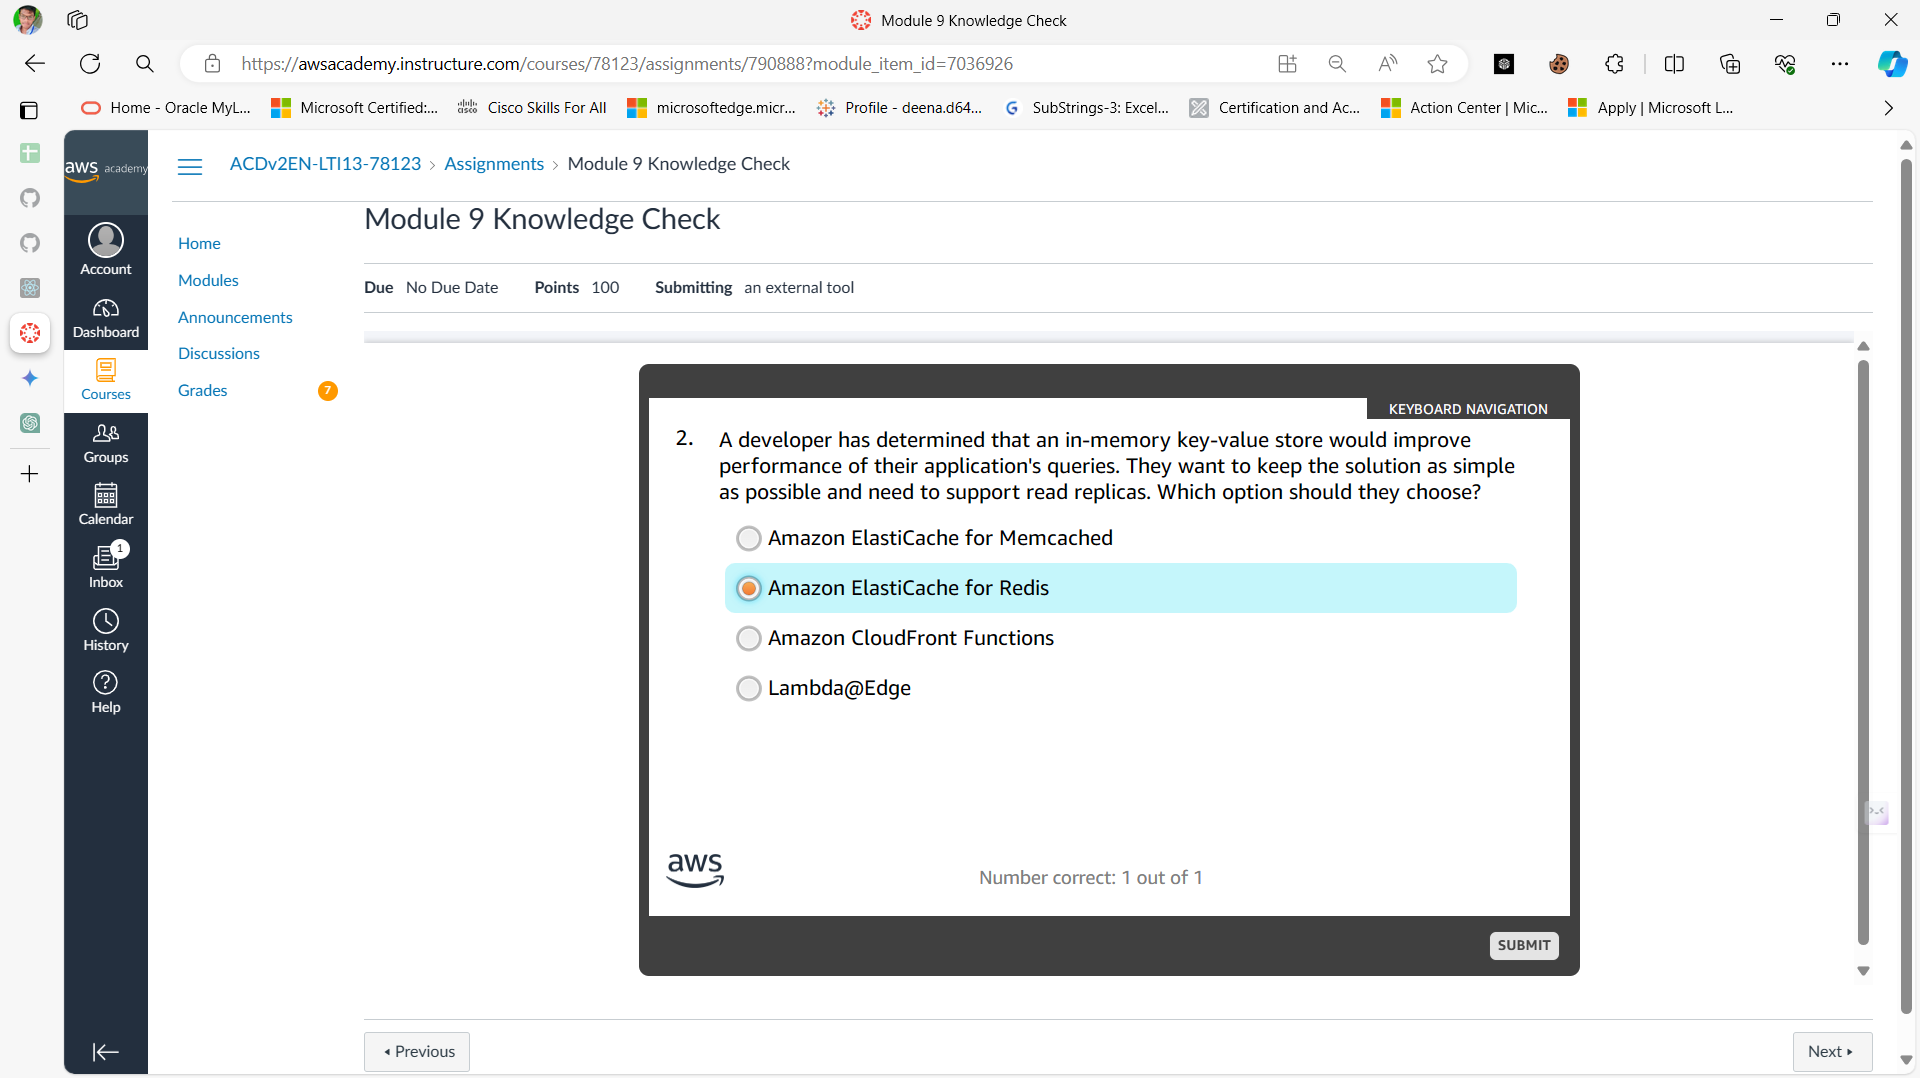 Module 9 Knowledge Check
https://awsacademy.instructure.com/courses/78123/assignments/790888?module_item_id=7036926
Home - Oracle MyL...
Microsoft Certified:...
Cisco Skills For All
microsoftedge.micr...
Profile - deena.d64...
SubStrings-3: Excel...
Certification and Ac...
Action Center | Mic...
Apply | Microsoft L...
aws academy
ACDv2EN-LTI13-78123 › Assignments › Module 9 Knowledge Check
Account
Dashboard
Courses
Groups
Calendar
1
Inbox
History
Help
Home
Modules
Announcements
Discussions
Grades 7
Module 9 Knowledge Check
Due No Due Date Points 100 Submitting an external tool
KEYBOARD NAVIGATION
2. A developer has determined that an in-memory key-value store would improve
performance of their application's queries. They want to keep the solution as simple
as possible and need to support read replicas. Which option should they choose?
Amazon ElastiCache for Memcached
Amazon ElastiCache for Redis
Amazon CloudFront Functions
Lambda@Edge
aws
Number correct: 1 out of 1
SUBMIT
Previous
Next